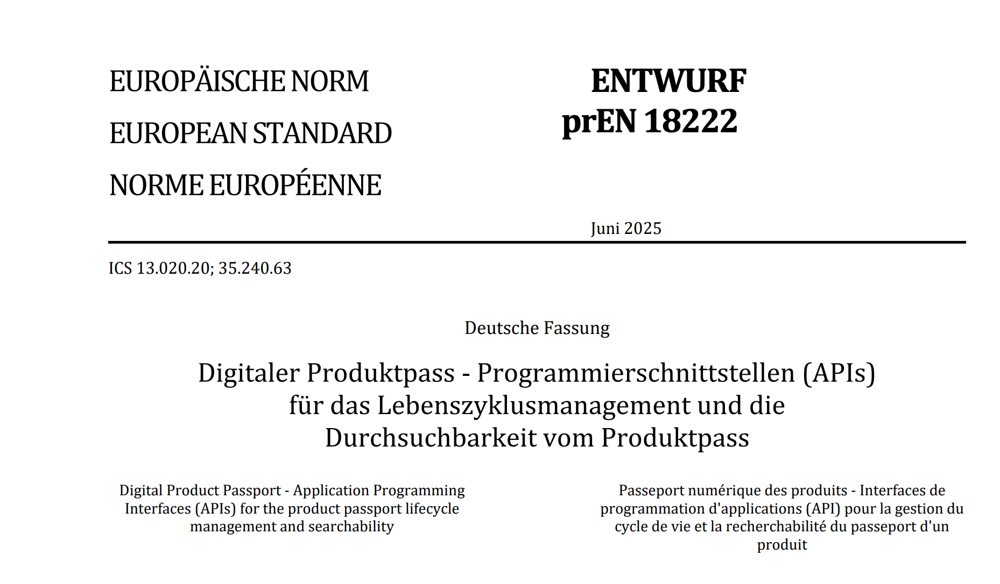 EUROPÄISCHE NORM
EUROPEAN STANDARD
NORME EUROPÉENNE
ENTWURF
prEN 18222
Juni 2025
ICS 13.020.20; 35.240.63
Deutsche Fassung
Digitaler Produktpass - Programmierschnittstellen (APIs)
für das Lebenszyklusmanagement und die
Durchsuchbarkeit vom Produktpass
Digital Product Passport - Application Programming
Interfaces (APIs) for the product passport lifecycle
management and searchability
Passeport numérique des produits - Interfaces de
programmation d'applications (API) pour la gestion du
cycle de vie et la recherchabilité du passeport d'un
produit